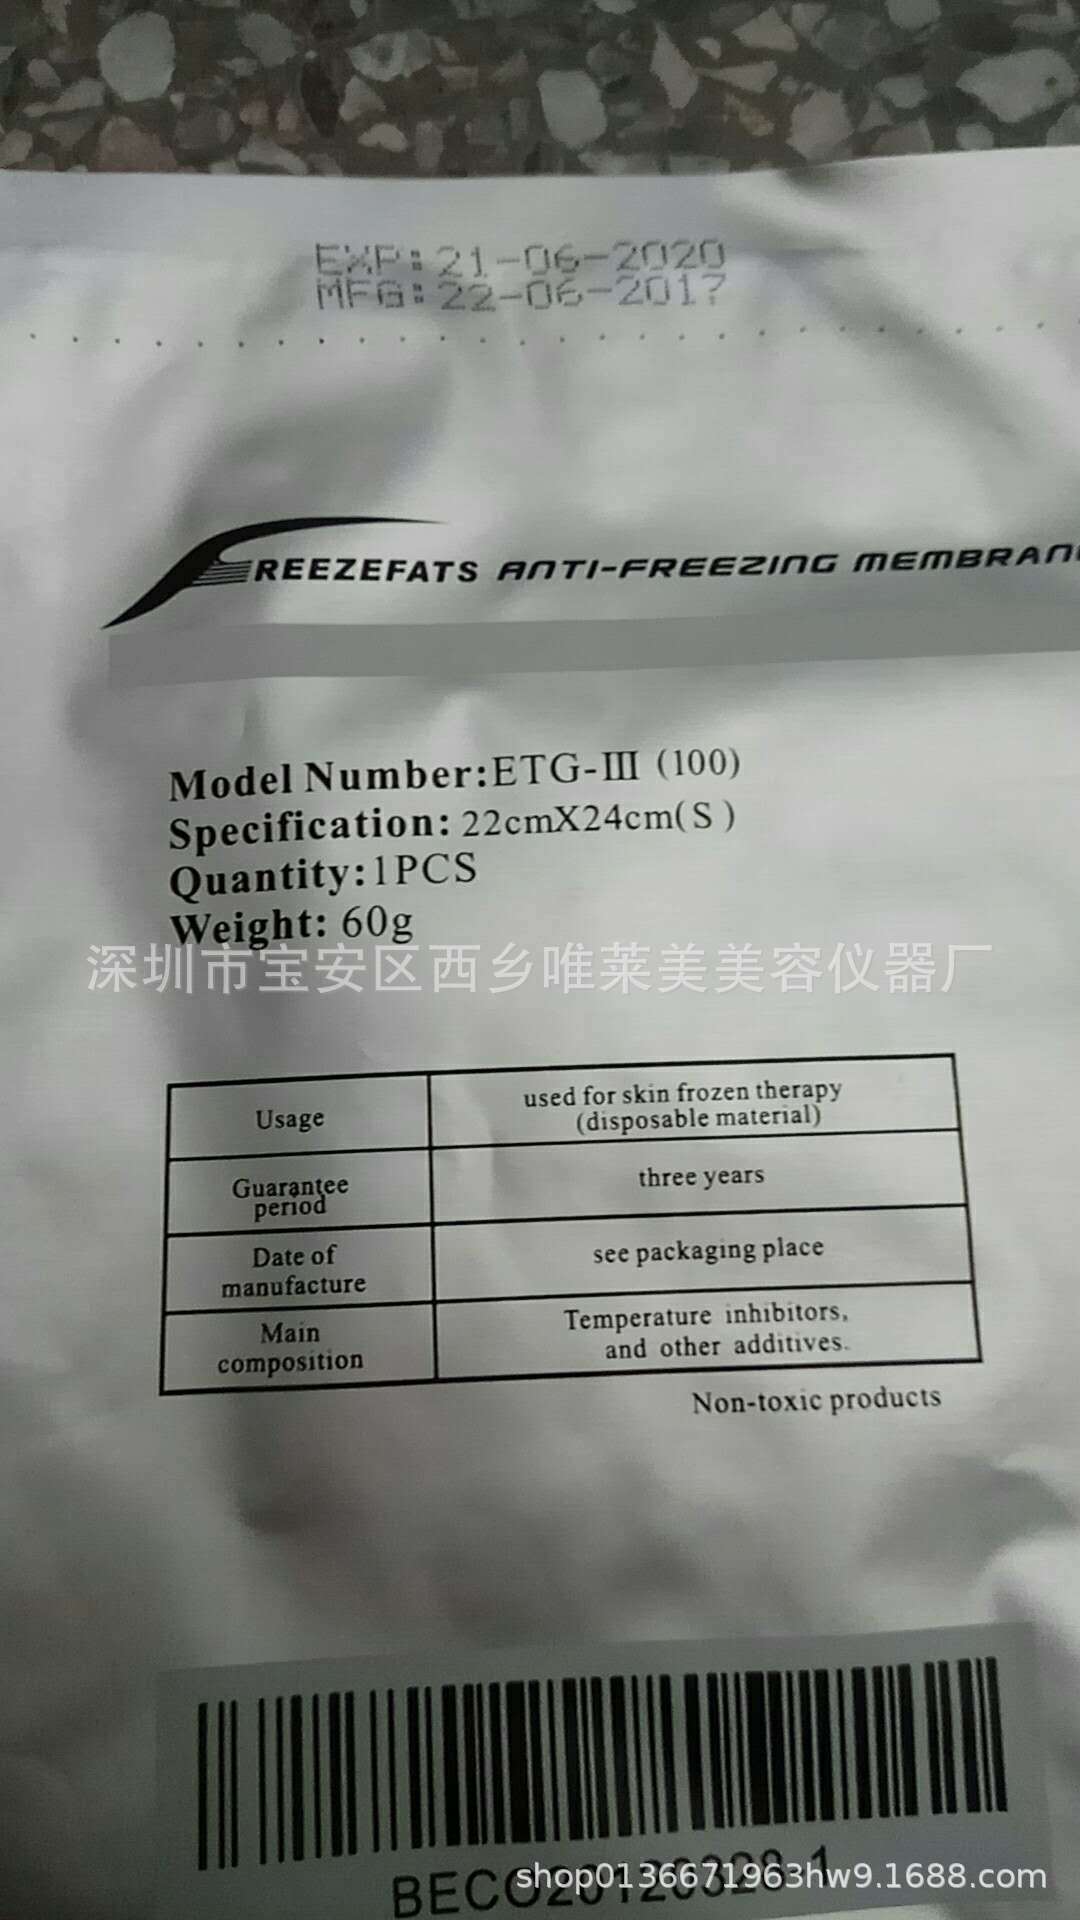 EXP:21-06-2020
MFG:22-06-2017
FREEZEFATS ANTI-FREEZING MEMBRAN
Model Number:ETG-III (100)
Specification: 22cmX24cm(S)
Quantity:1PCS
Weight: 60g
深圳市宝安区西乡唯莱美美容仪器厂
Usage
used for skin frozen therapy
(disposable material)
Guarantee
period
three years
Date of
manufacture
see packaging place
Main
composition
Temperature inhibitors,
and other additives.
Non-toxic products
shop0136671963hw9.1688.com